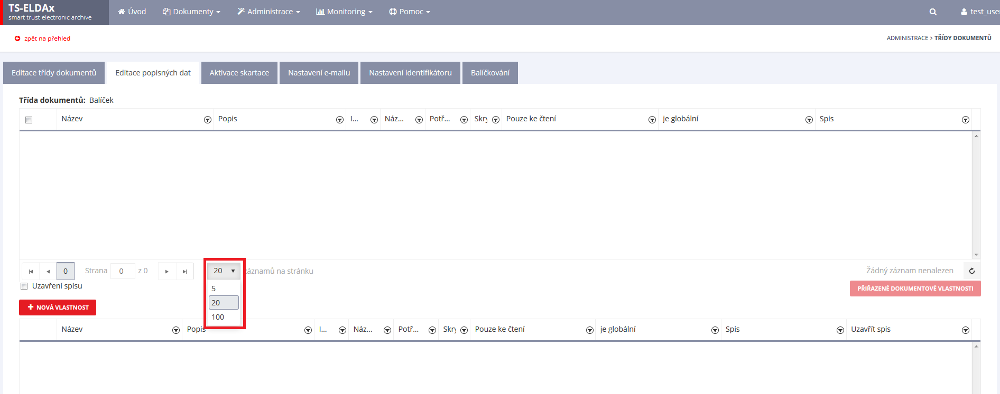 TS-ELDAx
smart trust electronic archive
Úvod Dokumenty Administrace Monitoring Pomoc test_user
zpět na přehled
ADMINISTRACE > TŘÍDY DOKUMENTŮ
Editace třídy dokumentů Editace popisných dat Aktivace skartace Nastavení e-mailu Nastavení identifikátoru Balíčkování
Třída dokumentů: Balíček
Název Popis I... Náz... Potř... Skry Pouze ke čtení je globální Spis
0 Strana 0 z 0 20 záznamů na stránku Žádný záznam nenalezen
Uzavření spisu
5
20
100
PŘIŘAZENÉ DOKUMENTOVÉ VLASTNOSTI
NOVÁ VLASTNOST
Název Popis I... Náz... Potř... Skry Pouze ke čtení je globální Spis Uzavřít spis